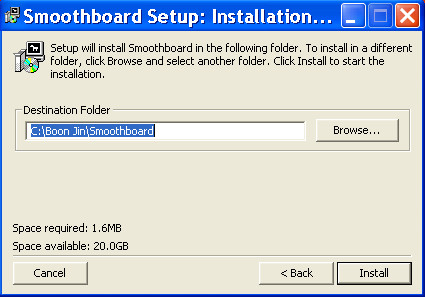 Smoothboard Setup: Installation...
Setup will install Smoothboard in the following folder. To install in a different
folder, click Browse and select another folder. Click Install to start the
installation.
Destination Folder
C:\Boon Jin\Smoothboard
Browse...
Space required: 1.6MB
Space available: 20.0GB
Cancel
< Back
Install